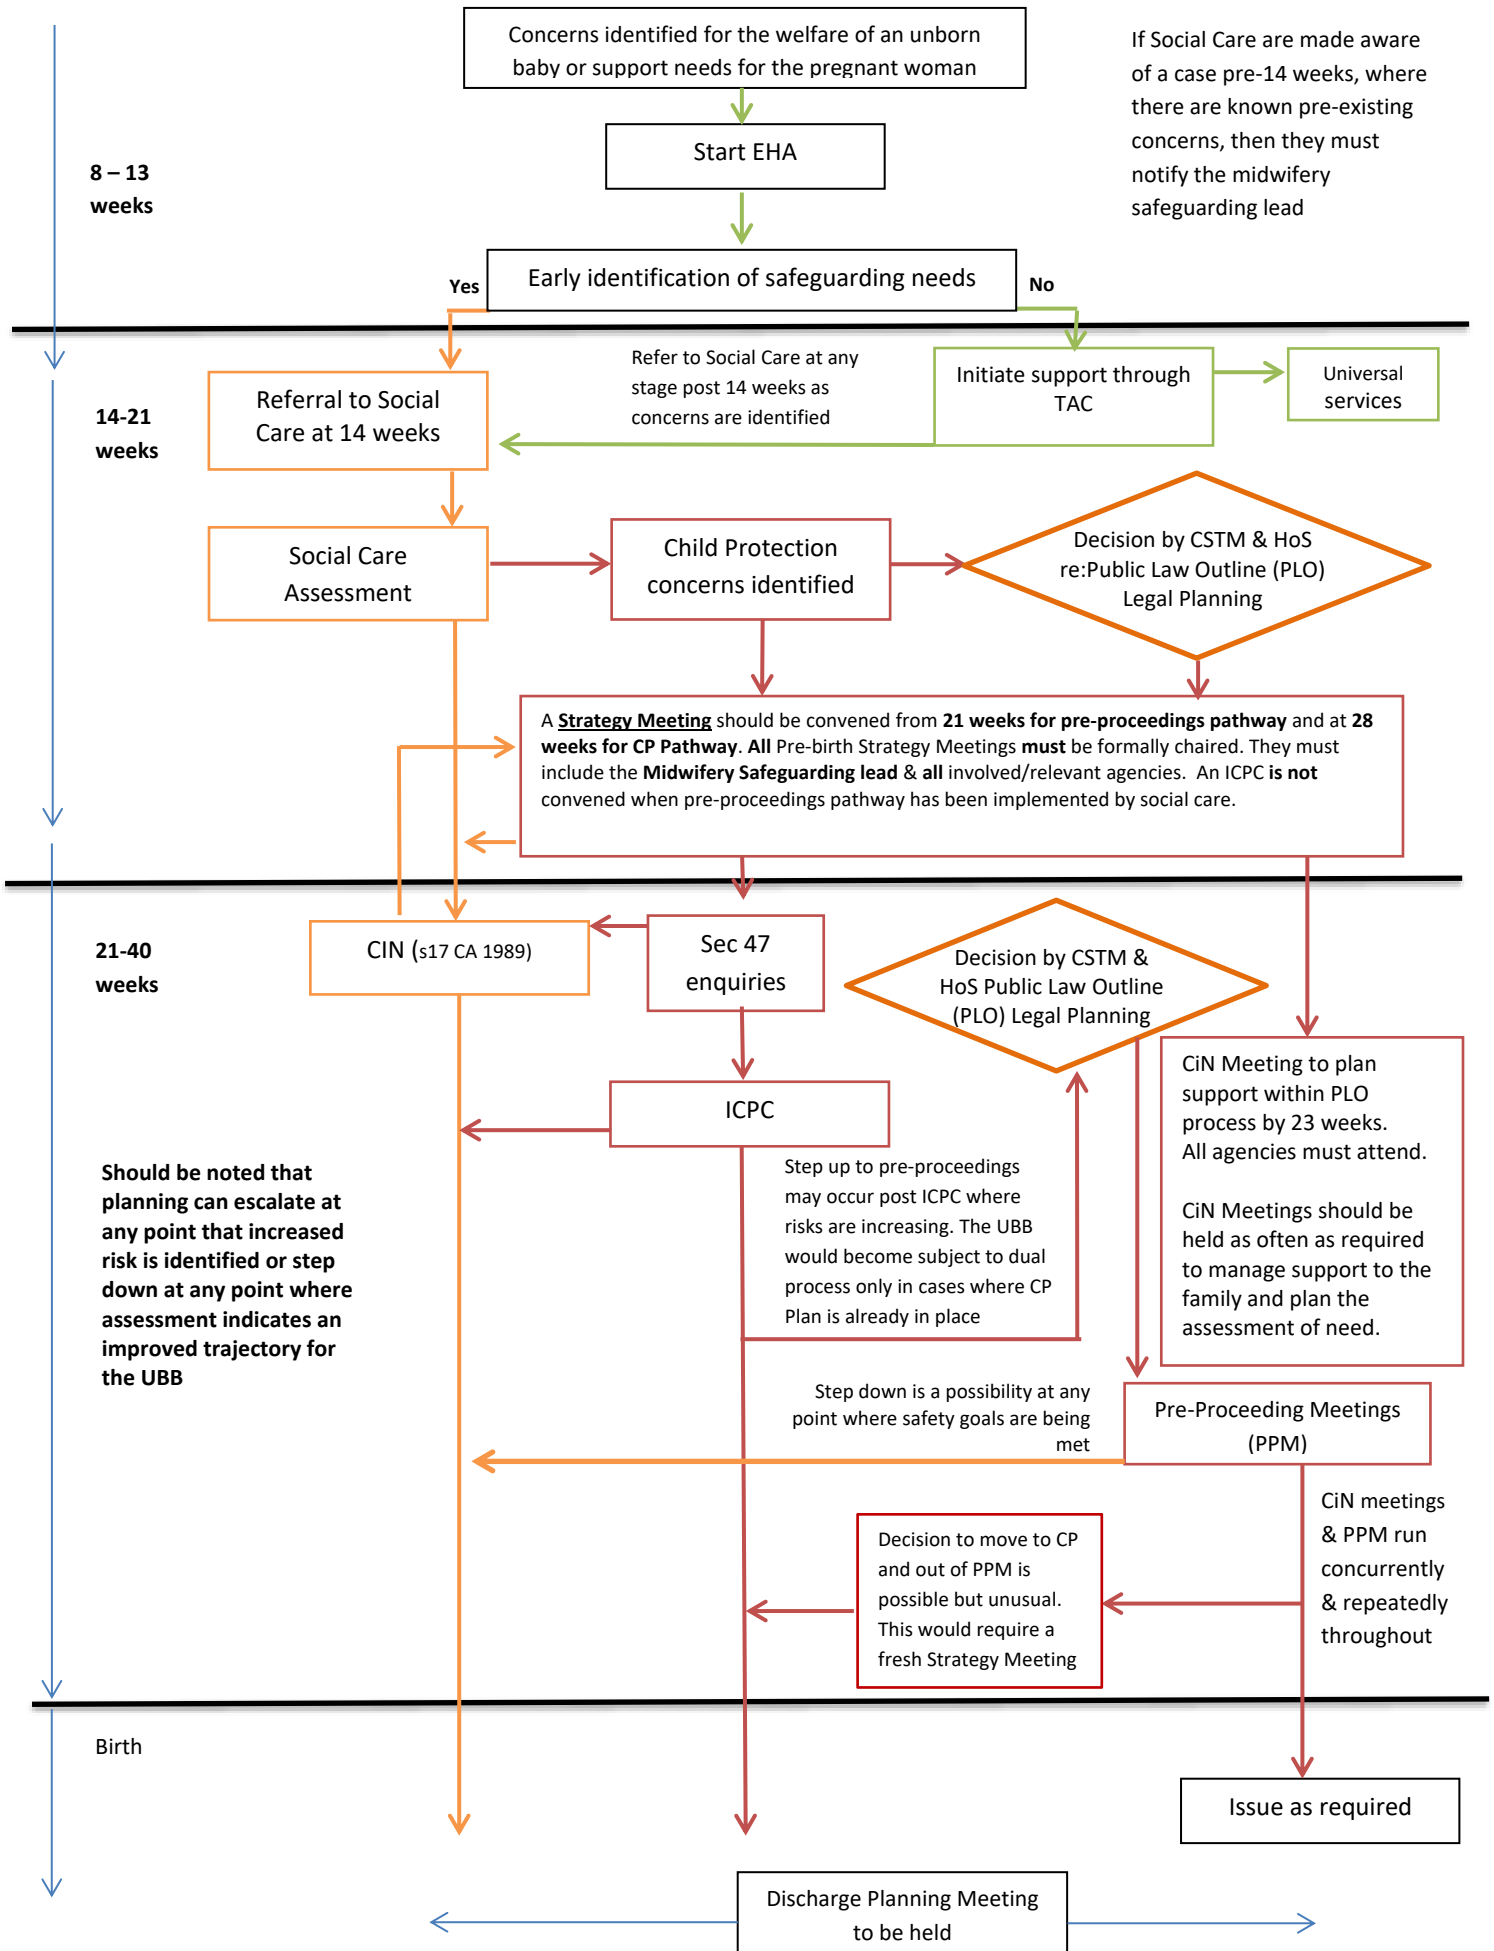 Concerns identified for the welfare of an unborn
baby or support needs for the pregnant woman
If Social Care are made aware
of a case pre-14 weeks, where
there are known pre-existing
concerns, then they must
notify the midwifery
safeguarding lead
Start EHA
8 – 13
weeks
Early identification of safeguarding needs
Yes
No
14-21
weeks
Referral to Social
Care at 14 weeks
Refer to Social Care at any
stage post 14 weeks as
concerns are identified
Initiate support through
TAC
Universal
services
Social Care
Assessment
Child Protection
concerns identified
Decision by CSTM & HoS
re:Public Law Outline (PLO)
Legal Planning
A Strategy Meeting should be convened from 21 weeks for pre-proceedings pathway and at 28
weeks for CP Pathway. All Pre-birth Strategy Meetings must be formally chaired. They must
include the Midwifery Safeguarding lead & all involved/relevant agencies.  An ICPC is not
convened when pre-proceedings pathway has been implemented by social care.
21-40
weeks
CIN (s17 CA 1989)
Sec 47
enquiries
Decision by CSTM &
HoS Public Law Outline
(PLO) Legal Planning
CiN Meeting to plan
support within PLO
process by 23 weeks.
All agencies must attend.
CiN Meetings should be
held as often as required
to manage support to the
family and plan the
assessment of need.
ICPC
Should be noted that
planning can escalate at
any point that increased
risk is identified or step
down at any point where
assessment indicates an
improved trajectory for
the UBB
Step up to pre-proceedings
may occur post ICPC where
risks are increasing. The UBB
would become subject to dual
process only in cases where CP
Plan is already in place
Step down is a possibility at any
point where safety goals are being
met
Pre-Proceeding Meetings
(PPM)
CiN meetings
& PPM run
concurrently
& repeatedly
throughout
Decision to move to CP
and out of PPM is
possible but unusual.
This would require a
fresh Strategy Meeting
Birth
Issue as required
Discharge Planning Meeting
to be held